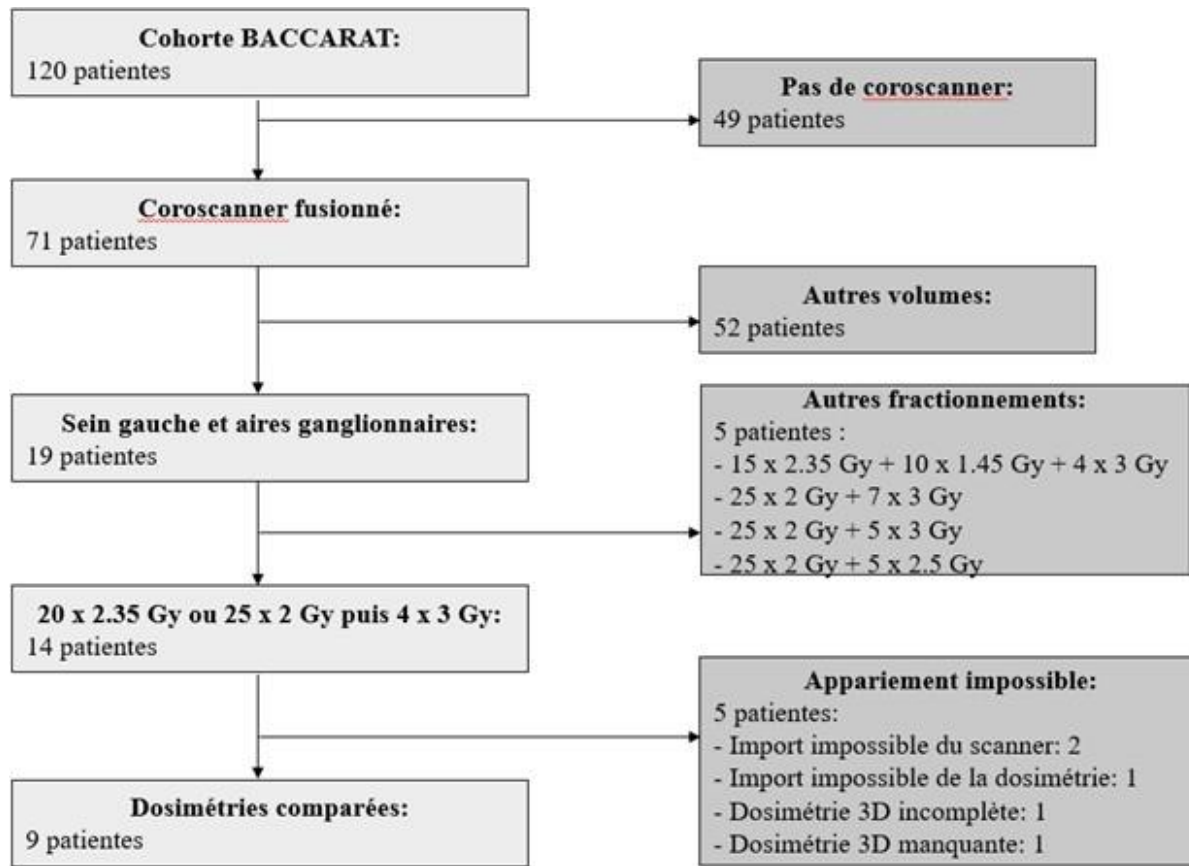 Cohorte BACCARAT:
120 patientes
Pas de coroscanner:
49 patientes
Coroscanner fusionné:
71 patientes
Autres volumes:
52 patientes
Sein gauche et aires ganglionnaires:
19 patientes
Autres fractionnements:
5 patientes :
- 15 x 2.35 Gy + 10 x 1.45 Gy + 4 x 3 Gy
- 25 x 2 Gy + 7 x 3 Gy
- 25 x 2 Gy + 5 x 3 Gy
- 25 x 2 Gy + 5 x 2.5 Gy
20 x 2.35 Gy ou 25 x 2 Gy puis 4 x 3 Gy:
14 patientes
Appariement impossible:
5 patientes:
- Import impossible du scanner: 2
- Import impossible de la dosimétrie: 1
- Dosimétrie 3D incomplète: 1
- Dosimétrie 3D manquante: 1
Dosimétries comparées:
9 patientes